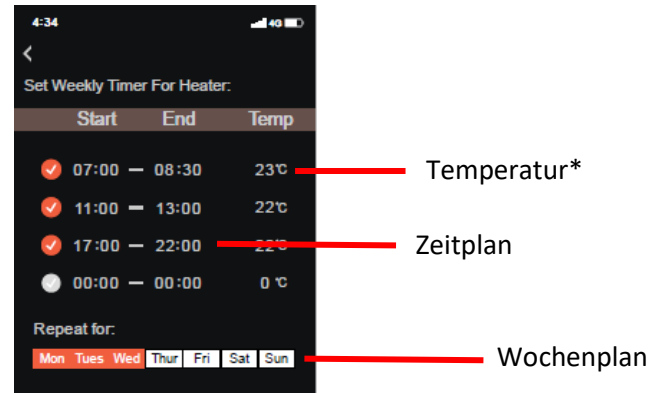 4:34 4G
Set Weekly Timer For Heater:
Start End Temp
07:00 — 08:30 23℃ Temperatur*
11:00 — 13:00 22℃
17:00 — 22:00 22℃ Zeitplan
00:00 — 00:00 0 ℃
Repeat for:
Mon Tues Wed Thur Fri Sat Sun Wochenplan